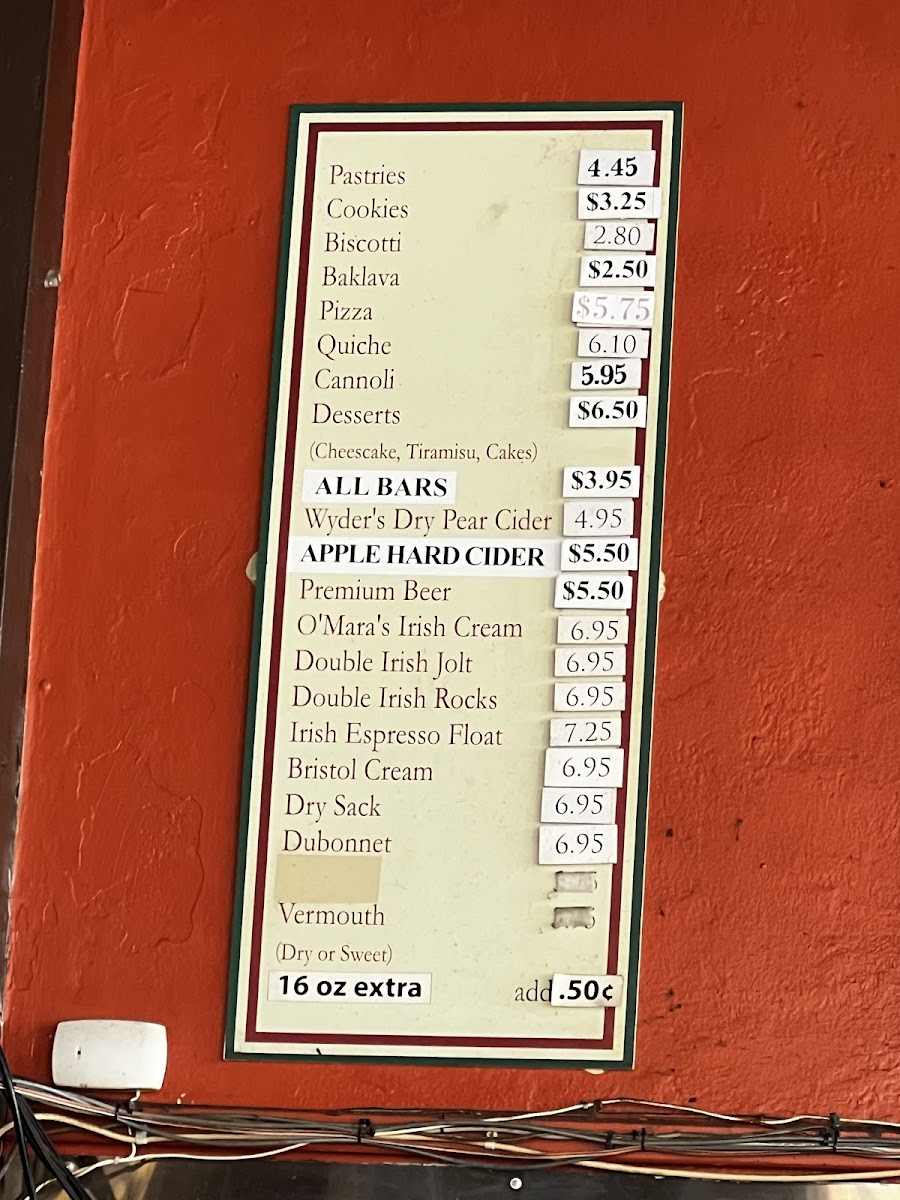 Pastries 4.45
Cookies $3.25
Biscotti 2.80
Baklava $2.50
Pizza $5.75
Quiche 6.10
Cannoli 5.95
Desserts $6.50
(Cheescake, Tiramisu, Cakes)
ALL BARS $3.95
Wyder's Dry Pear Cider 4.95
APPLE HARD CIDER $5.50
Premium Beer $5.50
O'Mara's Irish Cream 6.95
Double Irish Jolt 6.95
Double Irish Rocks 6.95
Irish Espresso Float 7.25
Bristol Cream 6.95
Dry Sack 6.95
Dubonnet 6.95
Vermouth
(Dry or Sweet)
16 oz extra add .50¢